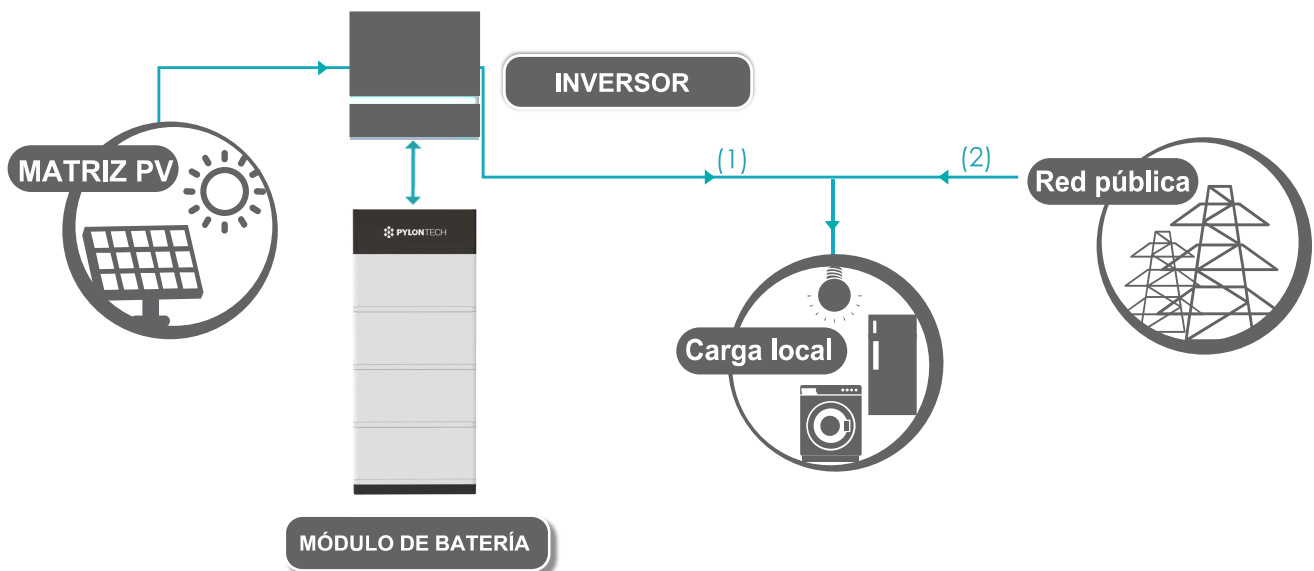 INVERSOR
(1)
(2)
MATRIZ PV
Red pública
PYLONTECH
Carga local
MÓDULO DE BATERÍA